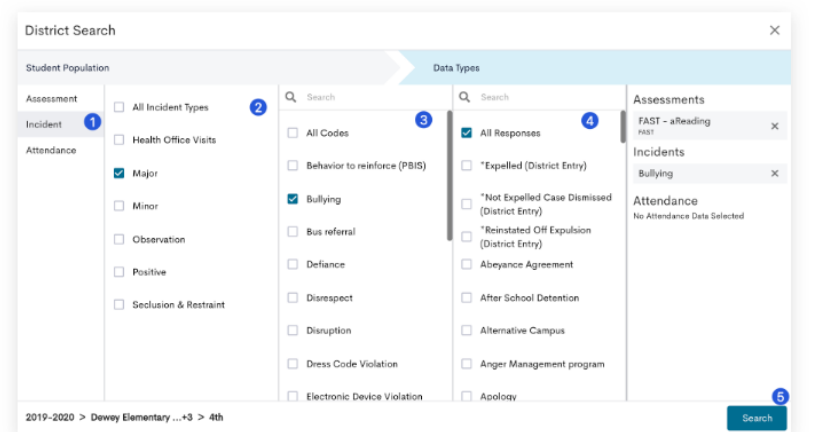 District Search
Student Population
Data Types
Assessment
Incident
1
Attendance
2
All Incident Types
Health Office Visits
Major
Minor
Observation
Positive
Seclusion & Restraint
Search
3
All Codes
Behavior to reinforce (PBIS)
Bullying
Bus referral
Defiance
Disrespect
Disruption
Dress Code Violation
Electronic Device Violation
Search
4
All Responses
*Expelled (District Entry)
*Not Expelled Case Dismissed
(District Entry)
*Reinstated Off Expulsion
(District Entry)
Abeyance Agreement
After School Detention
Alternative Campus
Anger Management program
Apology
Assessments
FAST - aReading
FAST
Incidents
Bullying
Attendance
No Attendance Data Selected
2019-2020 > Dewey Elementary ...+3 > 4th
5
Search